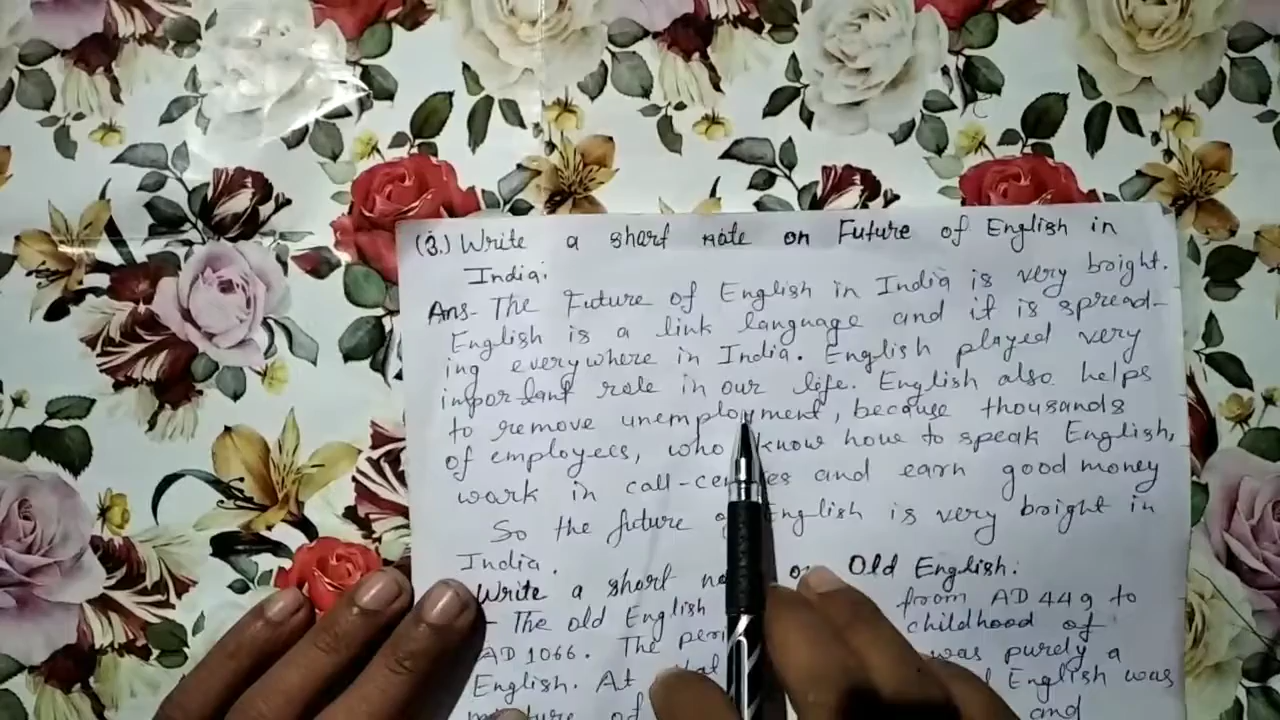 (3.) Write a short note on Future of English in
India.
Ans- The Future of English in India is very bright.
English is a link language and it is spread-
ing everywhere in India. English played very
important role in our life. English also helps
to remove unemployment, because thousands
of employees, who know how to speak English,
work in call-centres and earn good money
So the future of English is very bright in
India.
Write a short on Old English.
- The old English from AD 449 to
AD 1066. The childhood of
English. At was purely a
English was
mixture of and